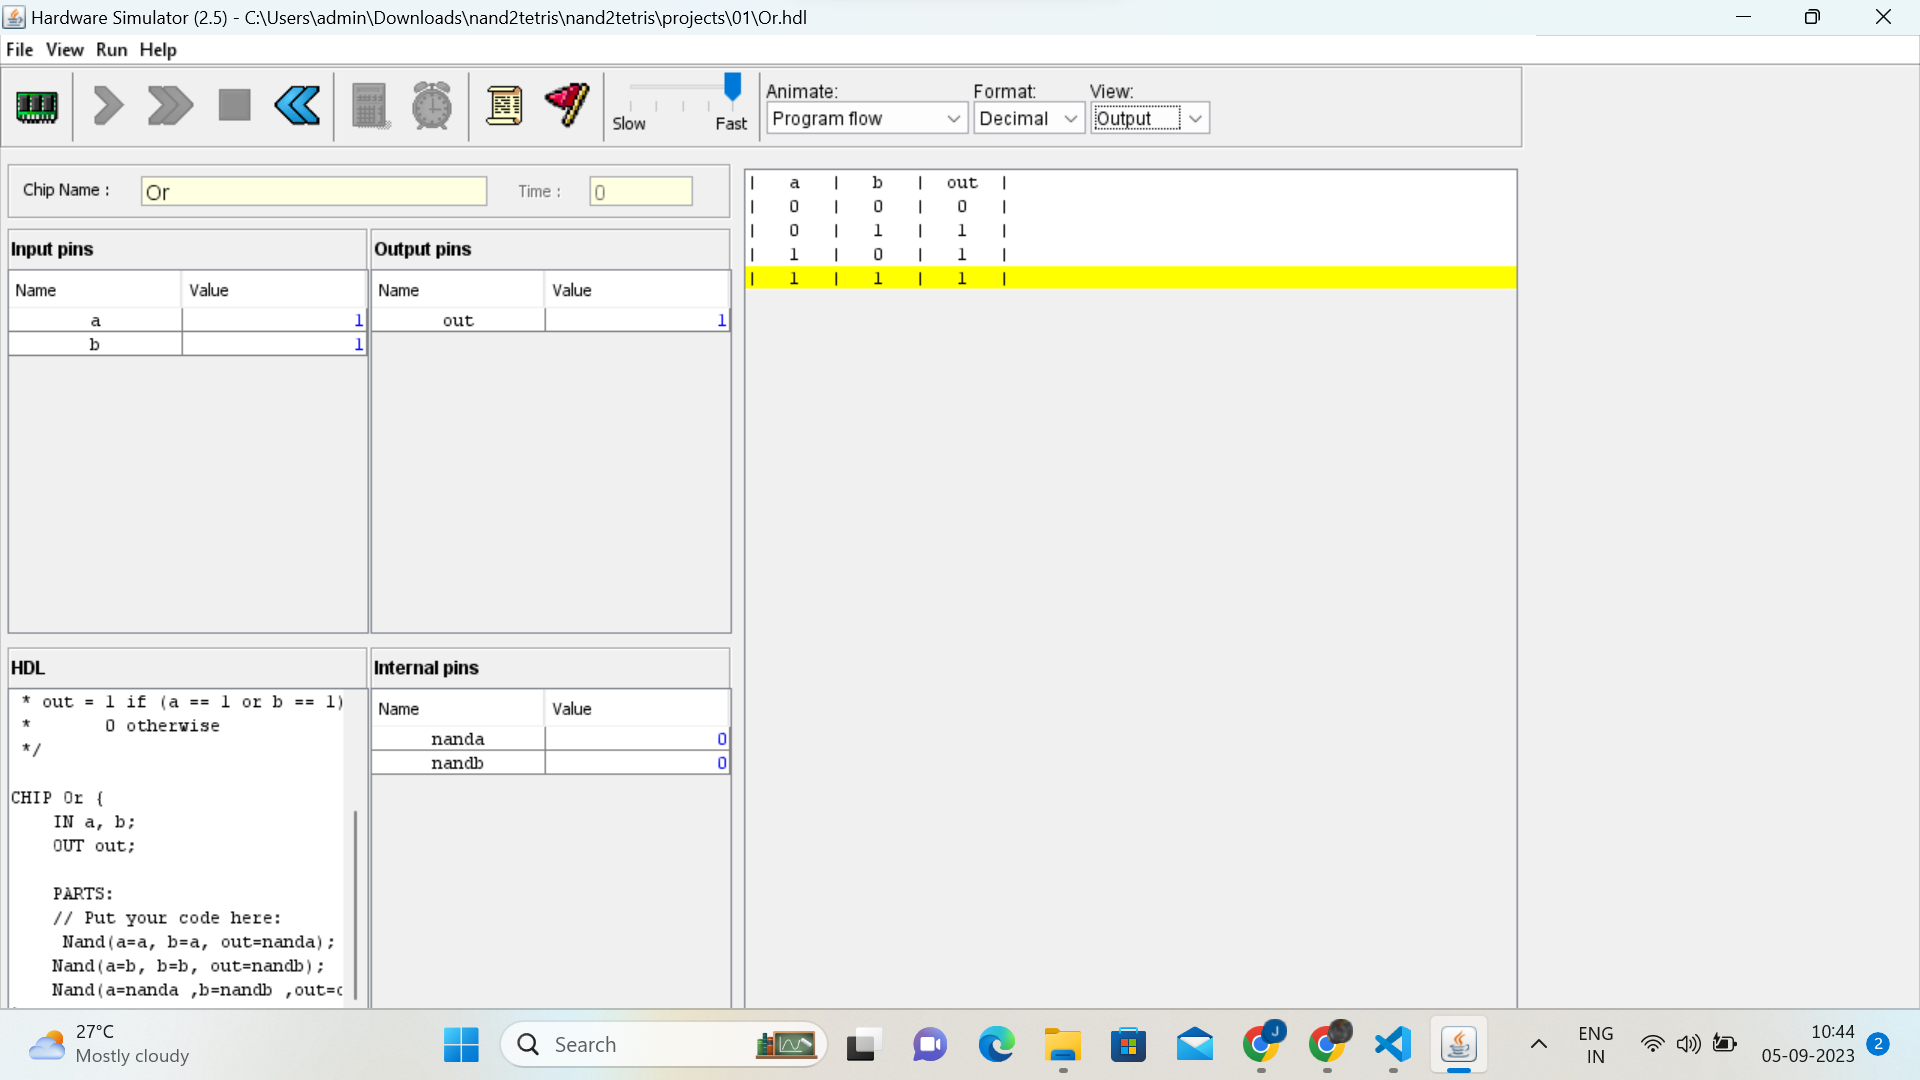 Hardware Simulator (2.5) - C:\Users\admin\Downloads\nand2tetris\nand2tetris\projects\01\Or.hdl
File View Run Help
Slow Fast
Animate: Format: View:
Program flow Decimal Output
Chip Name : Or Time : 0
Input pins
Name Value
a 1
b 1
Output pins
Name Value
out 1
| a | b | out |
| 0 | 0 | 0 |
| 0 | 1 | 1 |
| 1 | 0 | 1 |
| 1 | 1 | 1 |
HDL
* out = 1 if (a == 1 or b == 1)
* 0 otherwise
*/
CHIP Or {
IN a, b;
OUT out;
PARTS:
// Put your code here:
Nand(a=a, b=a, out=nanda);
Nand(a=b, b=b, out=nandb);
Nand(a=nanda ,b=nandb ,out=
Internal pins
Name Value
nanda 0
nandb 0
27°C
Mostly cloudy
Search
J
ENG
IN
10:44
05-09-2023
2